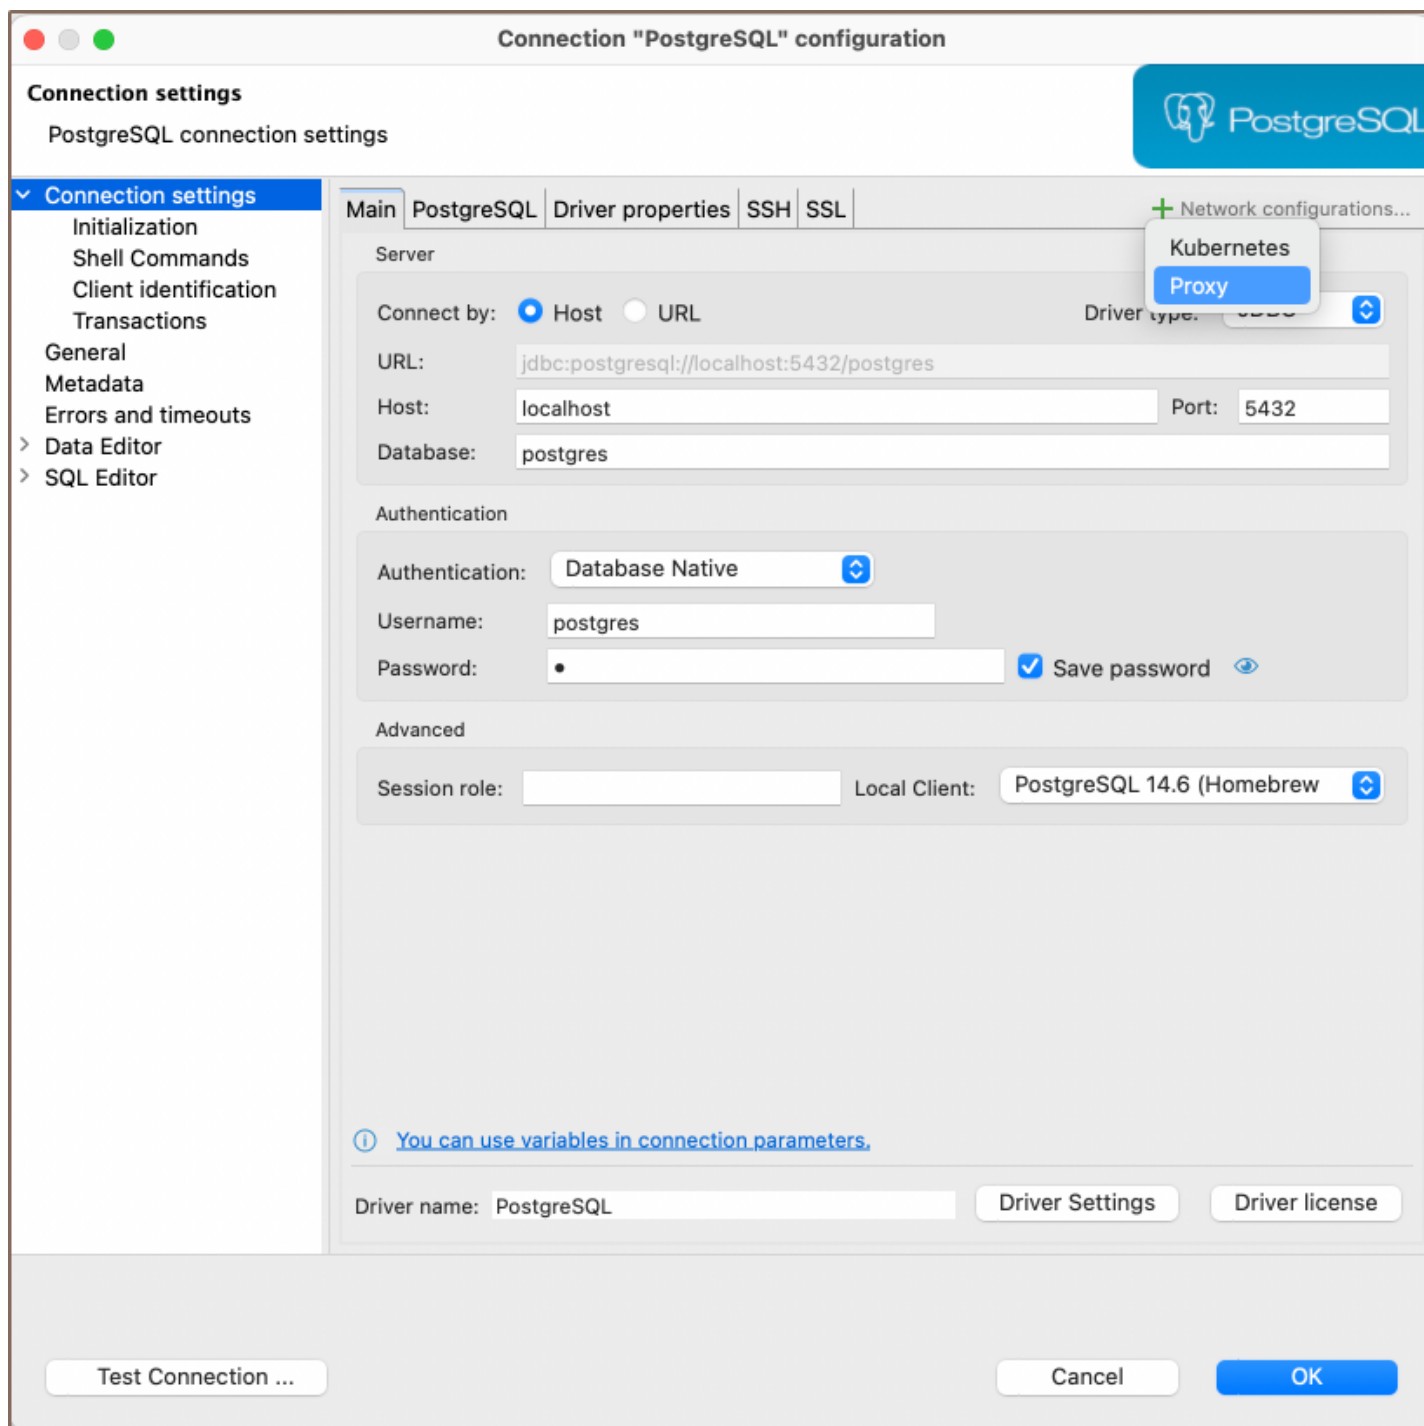 Connection "PostgreSQL" configuration
Connection settings
PostgreSQL connection settings
PostgreSQL
Connection settings
Initialization
Shell Commands
Client identification
Transactions
General
Metadata
Errors and timeouts
Data Editor
SQL Editor
Main PostgreSQL Driver properties SSH SSL
Network configurations...
Kubernetes
Proxy
Server
Connect by: Host URL Driver type: JDBC
URL: jdbc:postgresql://localhost:5432/postgres
Host: localhost Port: 5432
Database: postgres
Authentication
Authentication: Database Native
Username: postgres
Password: • Save password
Advanced
Session role: Local Client: PostgreSQL 14.6 (Homebrew
You can use variables in connection parameters.
Driver name: PostgreSQL Driver Settings Driver license
Test Connection ... Cancel OK